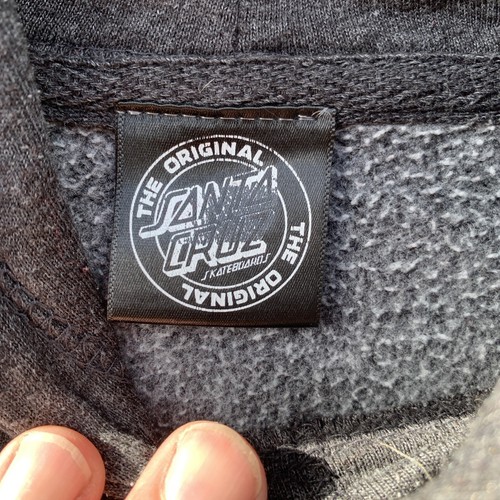 THE ORIGINAL
SANTA
CRUZ
SKATEBOARDS
THE ORIGINAL